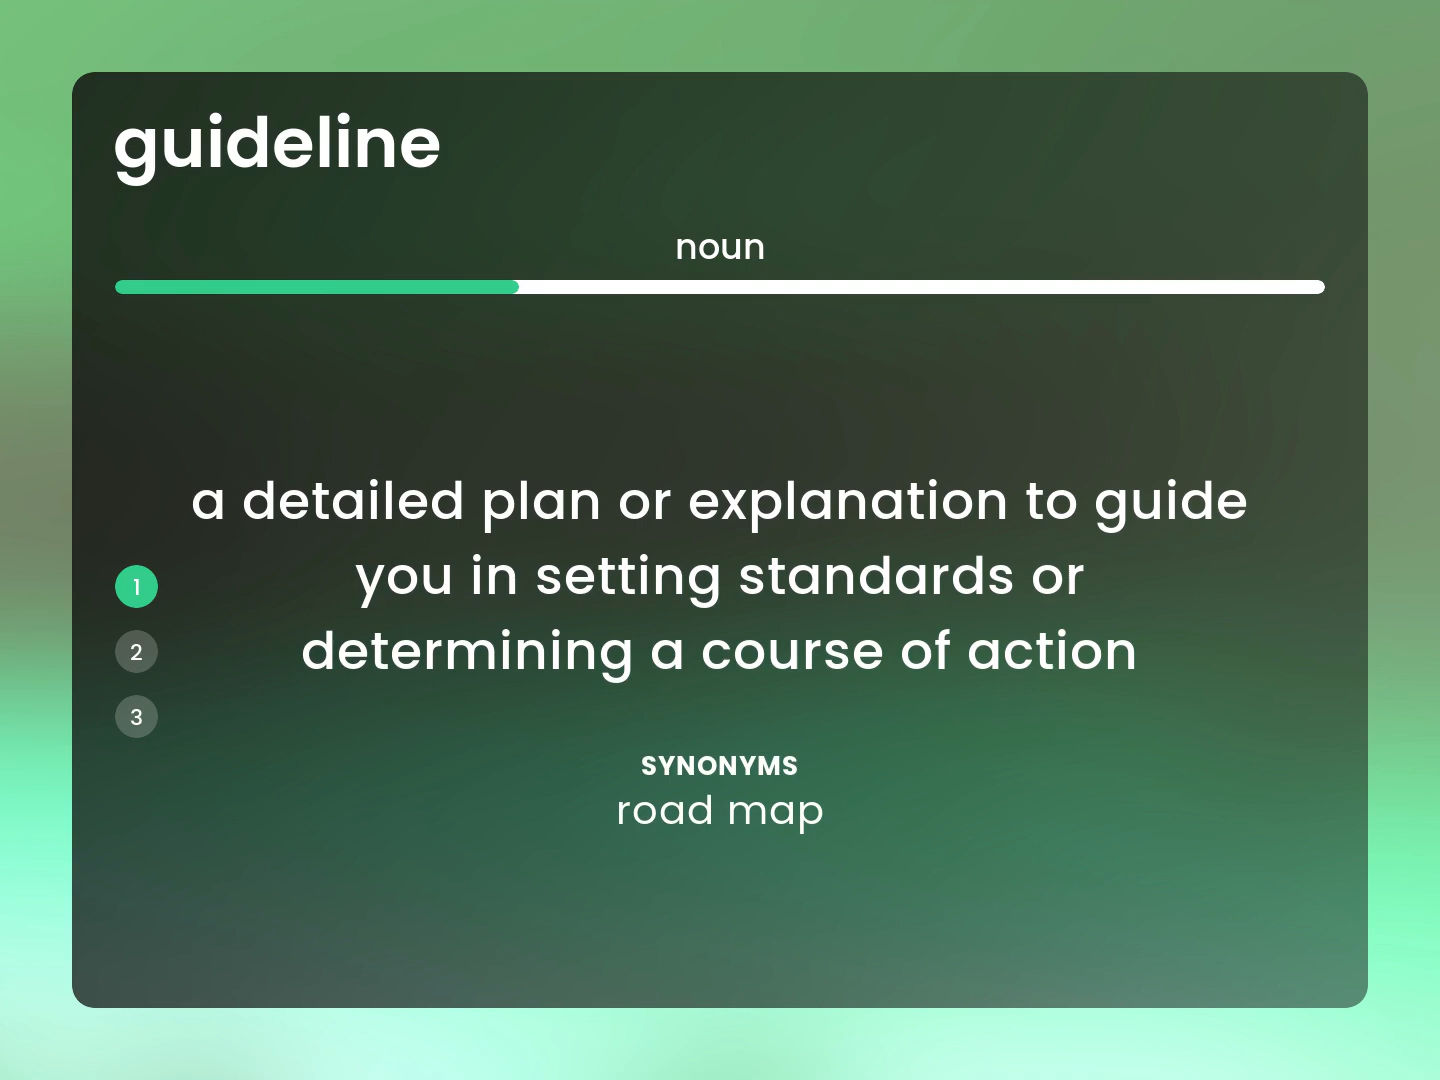 guideline
noun
a detailed plan or explanation to guide
you in setting standards or
determining a course of action
1
2
3
SYNONYMS
road map